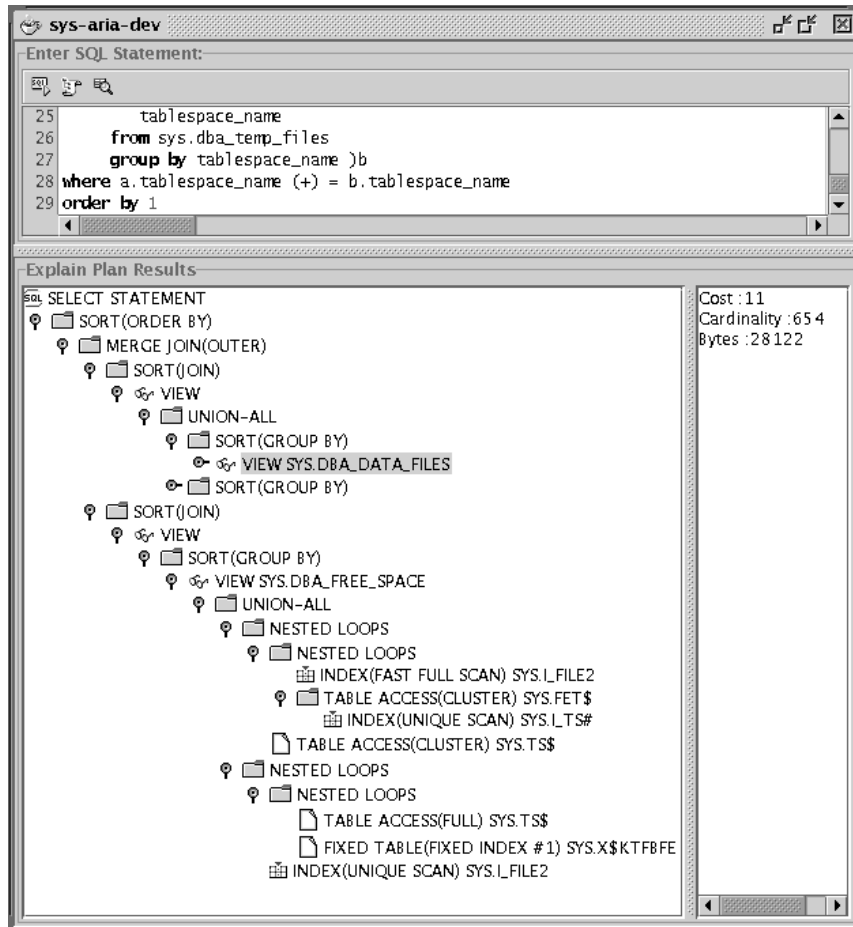 sys-aria-dev
Enter SQL Statement:
SQL
25 tablespace_name
26 from sys.dba_temp_files
27 group by tablespace_name )b
28 where a.tablespace_name (+) = b.tablespace_name
29 order by 1
Explain Plan Results
SQL SELECT STATEMENT
SORT(ORDER BY)
MERGE JOIN(OUTER)
SORT(JOIN)
VIEW
UNION-ALL
SORT(GROUP BY)
VIEW SYS.DBA_DATA_FILES
SORT(GROUP BY)
SORT(JOIN)
VIEW
SORT(GROUP BY)
VIEW SYS.DBA_FREE_SPACE
UNION-ALL
NESTED LOOPS
NESTED LOOPS
INDEX(FAST FULL SCAN) SYS.I_FILE2
TABLE ACCESS(CLUSTER) SYS.FET$
INDEX(UNIQUE SCAN) SYS.I_TS#
TABLE ACCESS(CLUSTER) SYS.TS$
NESTED LOOPS
NESTED LOOPS
TABLE ACCESS(FULL) SYS.TS$
FIXED TABLE(FIXED INDEX #1) SYS.X$KTFBFE
INDEX(UNIQUE SCAN) SYS.I_FILE2
Cost :11
Cardinality :654
Bytes :28122